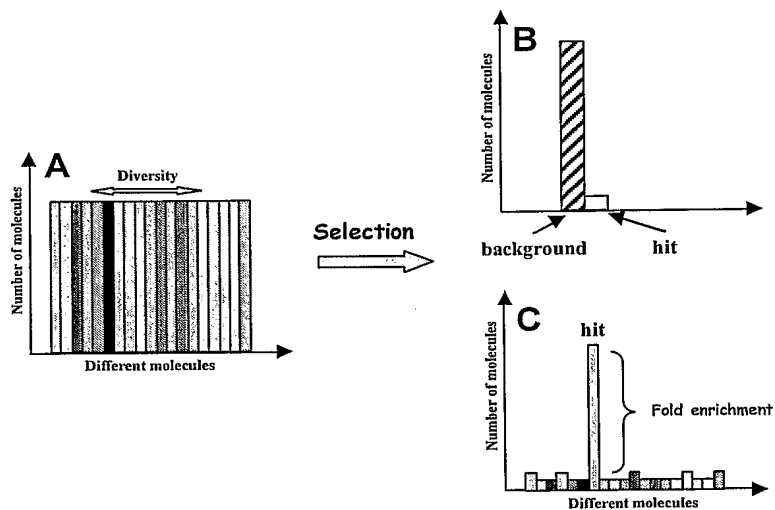 A
Diversity
Number of molecules
Different molecules
Selection
B
Number of molecules
background
hit
C
hit
Number of molecules
Fold enrichment
Different molecules